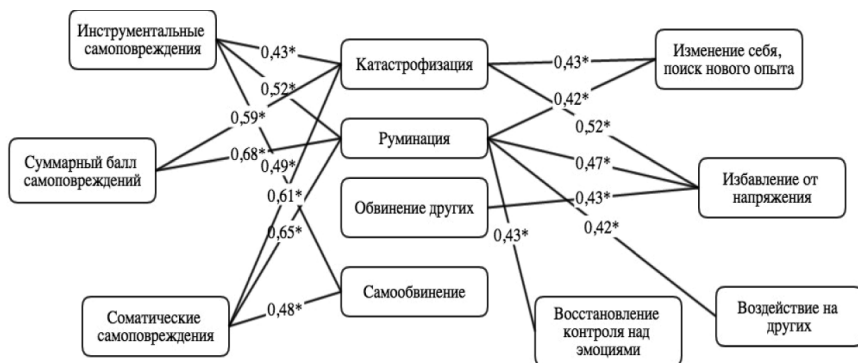 Инструментальные
самоповреждения
Суммарный балл
самоповреждений
Соматические
самоповреждения
0,43*
0,52*
0,59*
0,68*
0,49*
0,61*
0,65*
0,48*
Катастрофизация
Руминация
Обвинение других
Самообвинение
0,43*
0,42*
0,52*
0,47*
0,43*
0,43*
0,42*
Изменение себя,
поиск нового опыта
Избавление от
напряжения
Воздействие на
других
Восстановление
контроля над
эмоциями